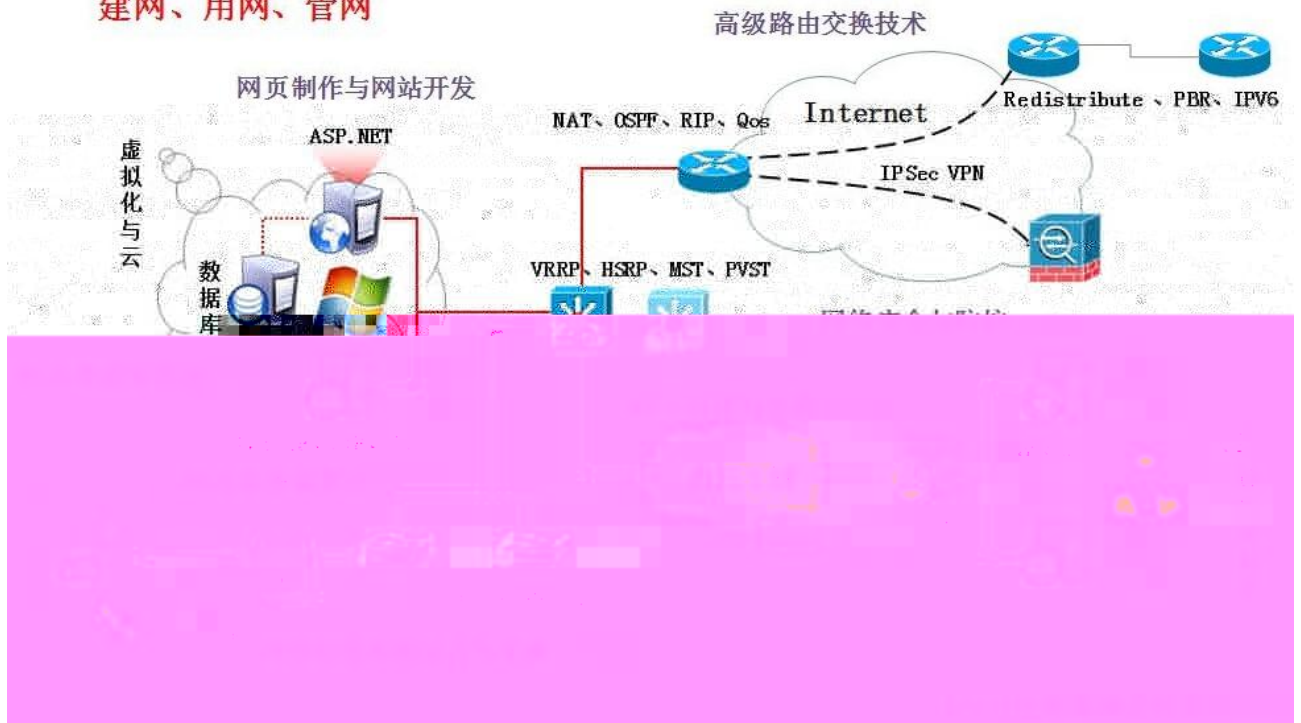 建网、用网、管网
高级路由交换技术
网页制作与网站开发
Redistribute 、PBR、IPV6
Internet
NAT、OSPF、RIP、Qos
ASP.NET
虚拟化与云
IPSec VPN
数据库
VRRP、HSRP、MST、PVST